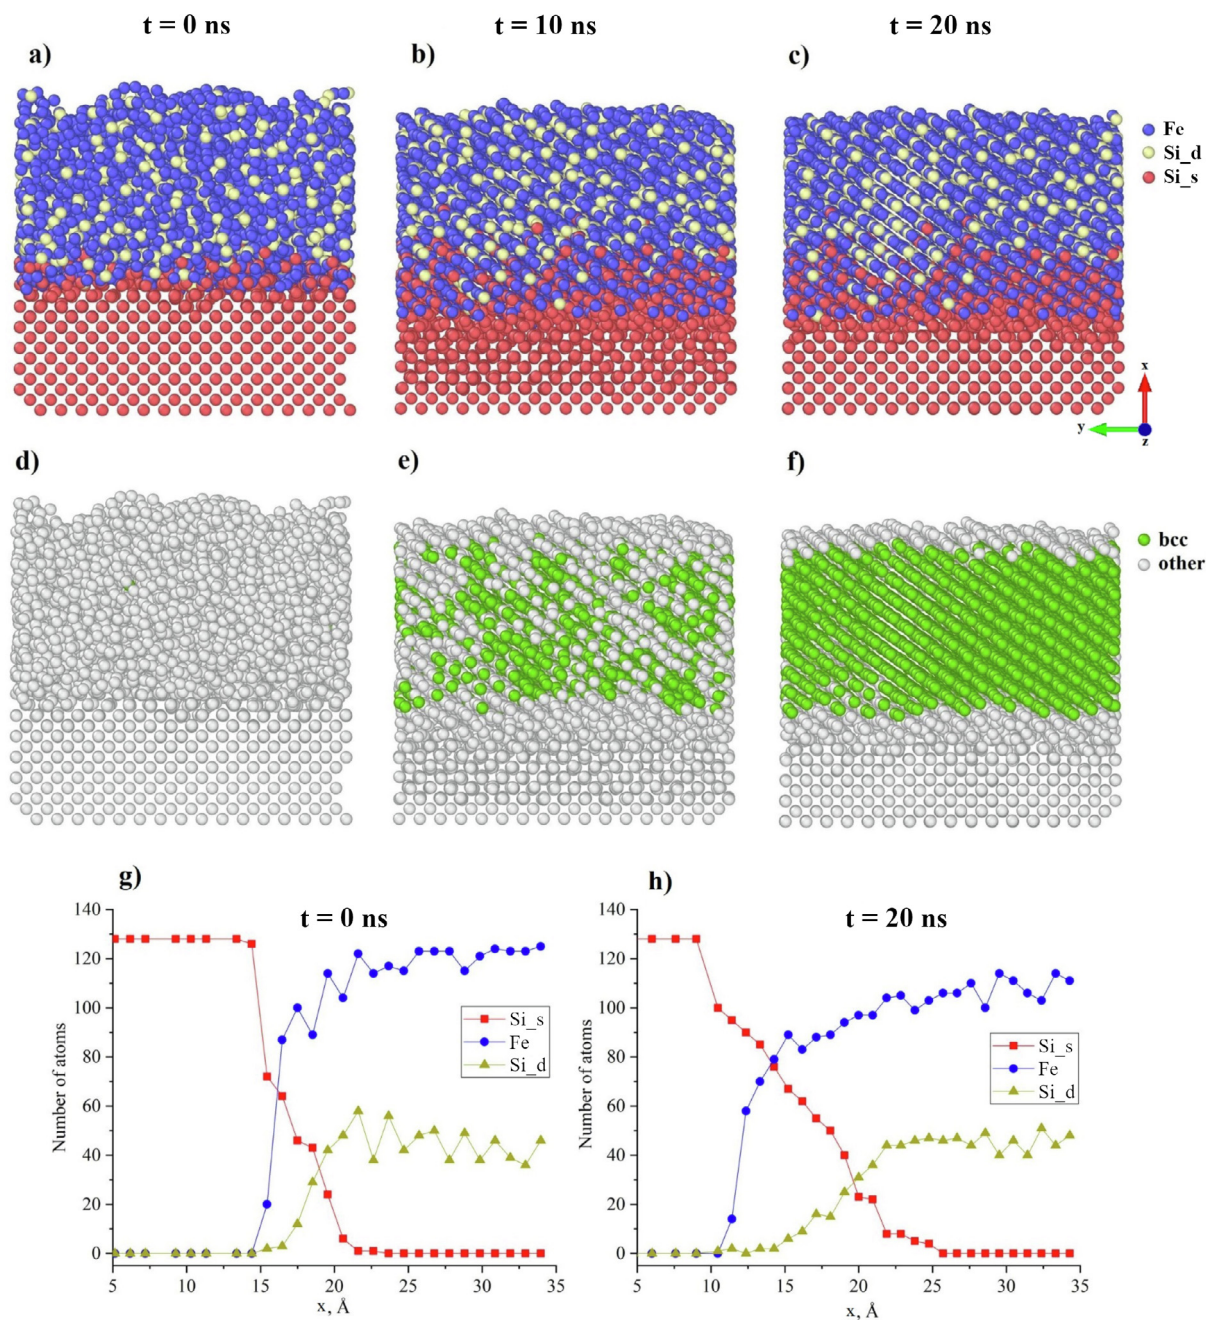 t = 0 ns t = 10 ns t = 20 ns
a) b) c)
Fe
Si_d
Si_s
x
y
z
d) e) f)
bcc
other
g) h)
t = 0 ns t = 20 ns
140 140
120 120
100 100
80 80
60 60
40 40
20 20
0 0
Number of atoms Number of atoms
Si_s Si_s
Fe Fe
Si_d Si_d
5 10 15 20 25 30 35 5 10 15 20 25 30 35
x, Å x, Å